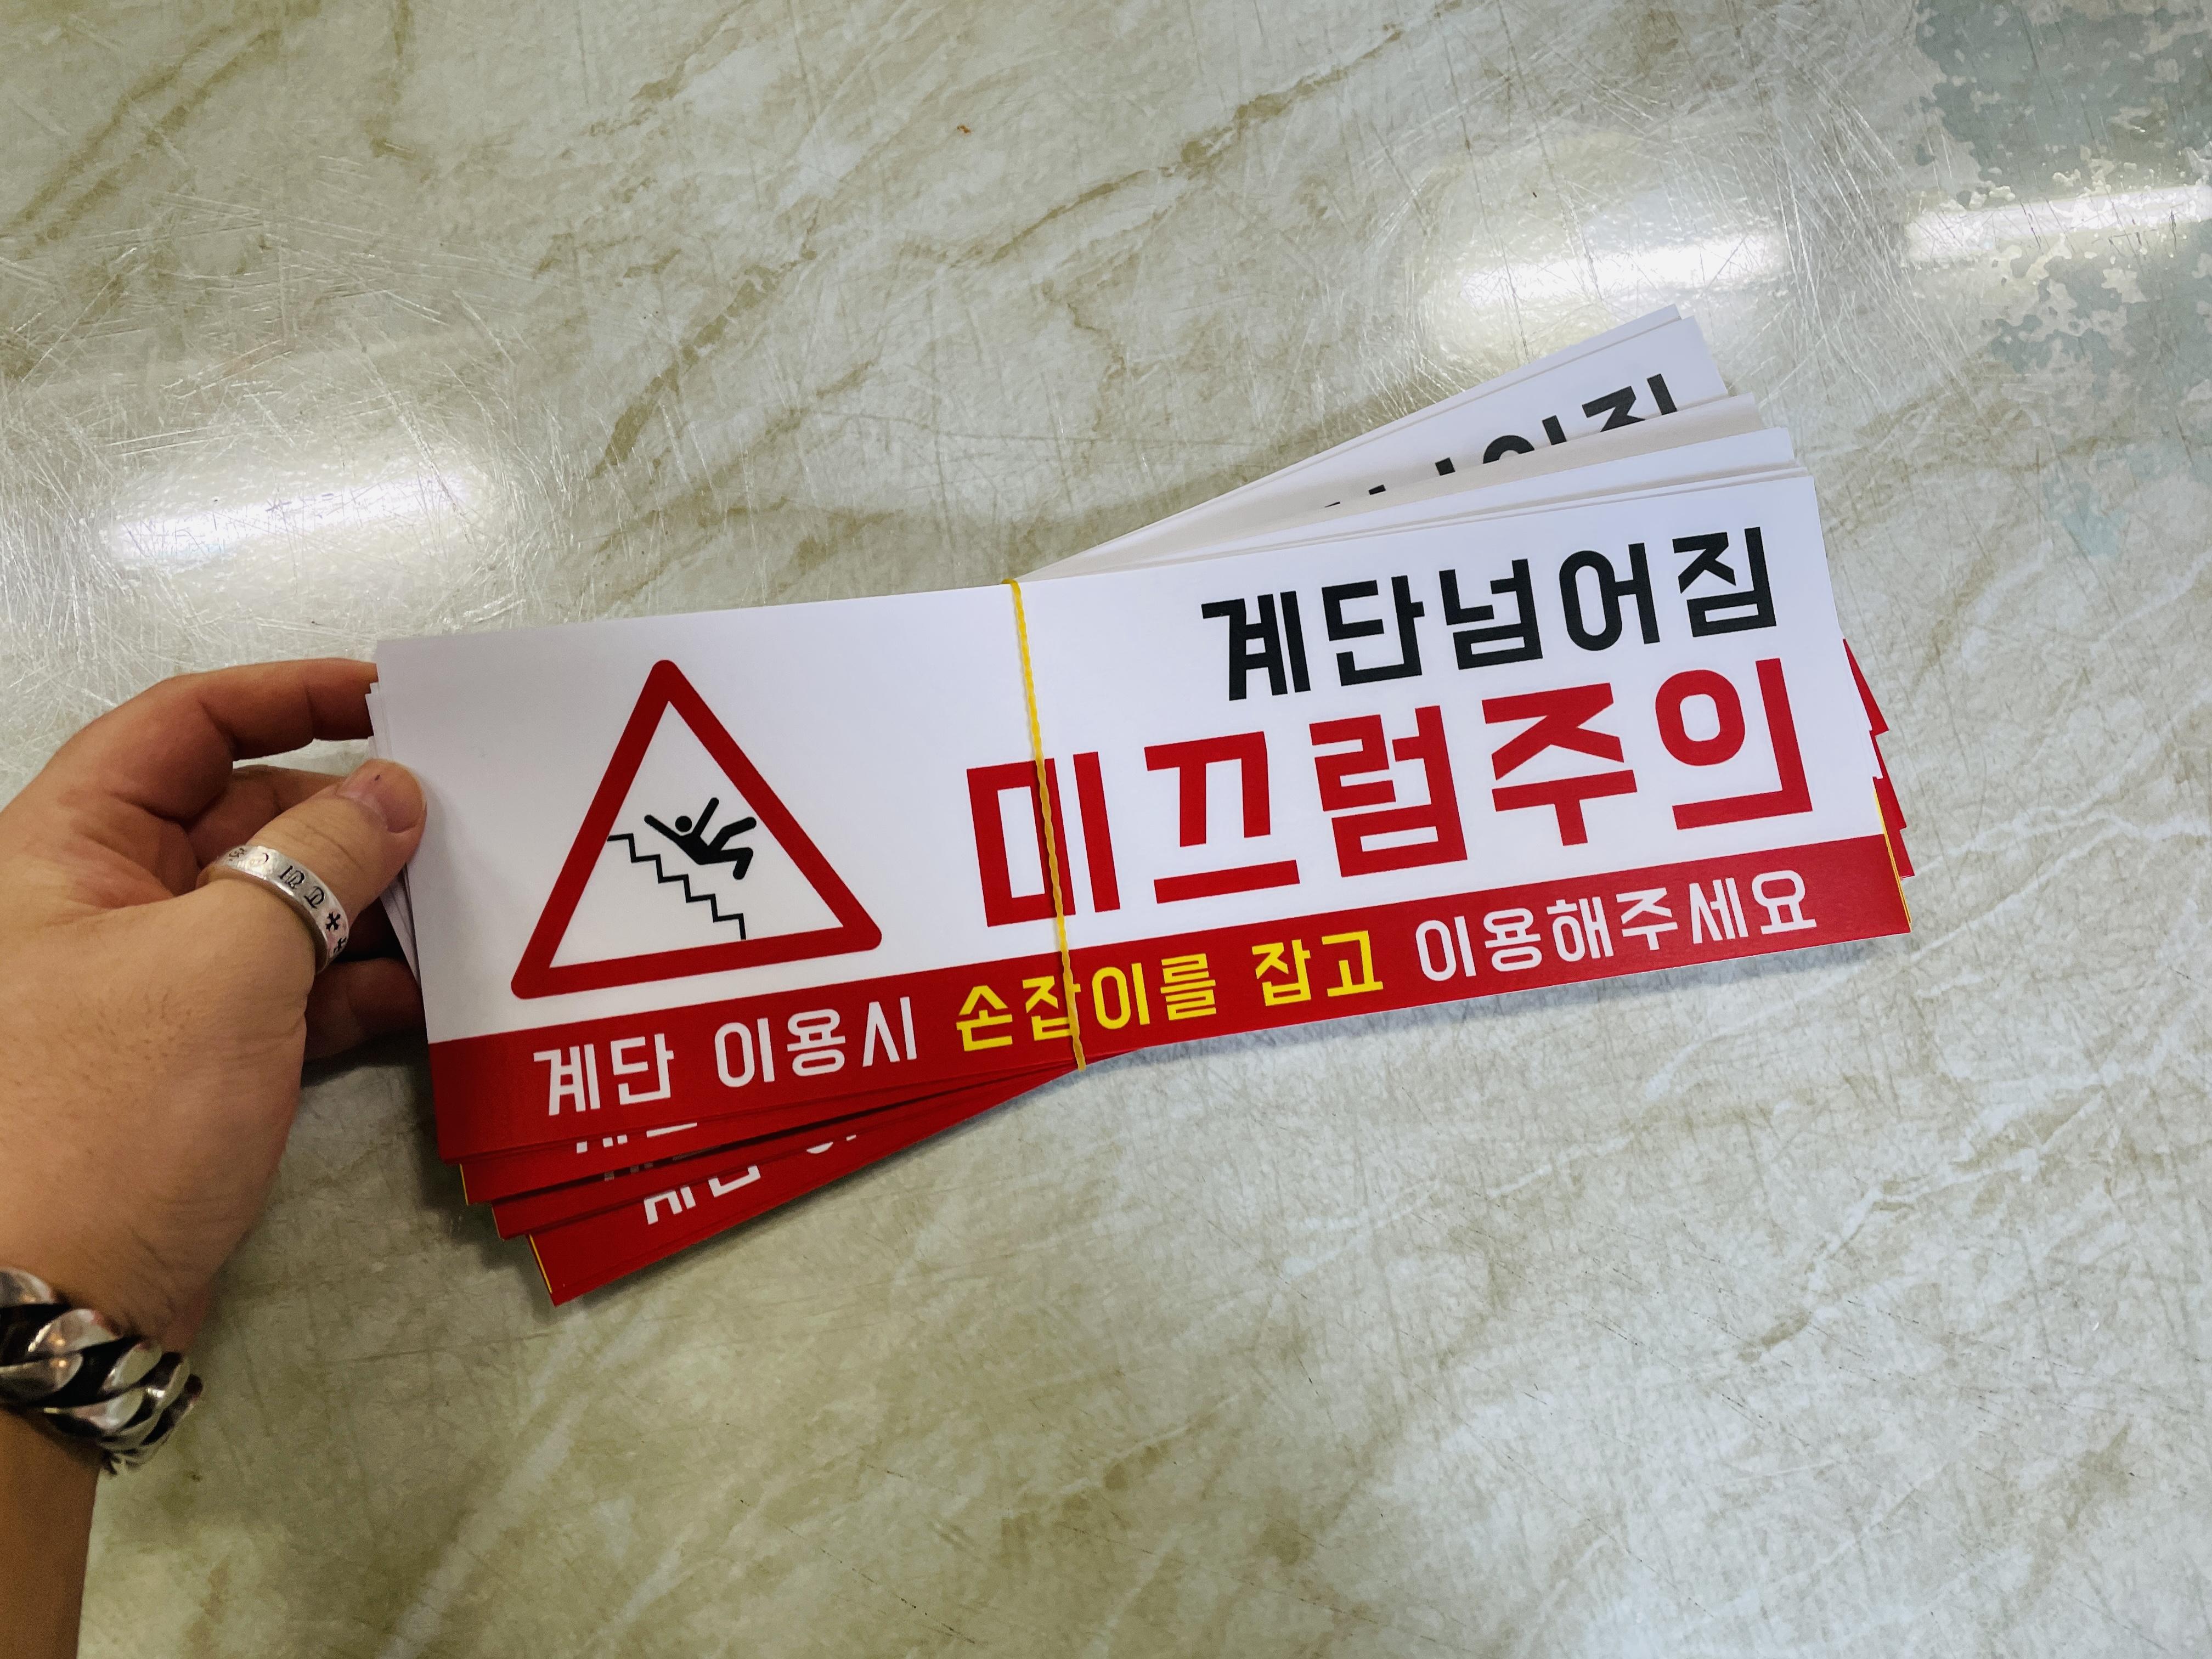 계단넘어짐
미끄럼주의
계단 이용시 손잡이를 잡고 이용해주세요